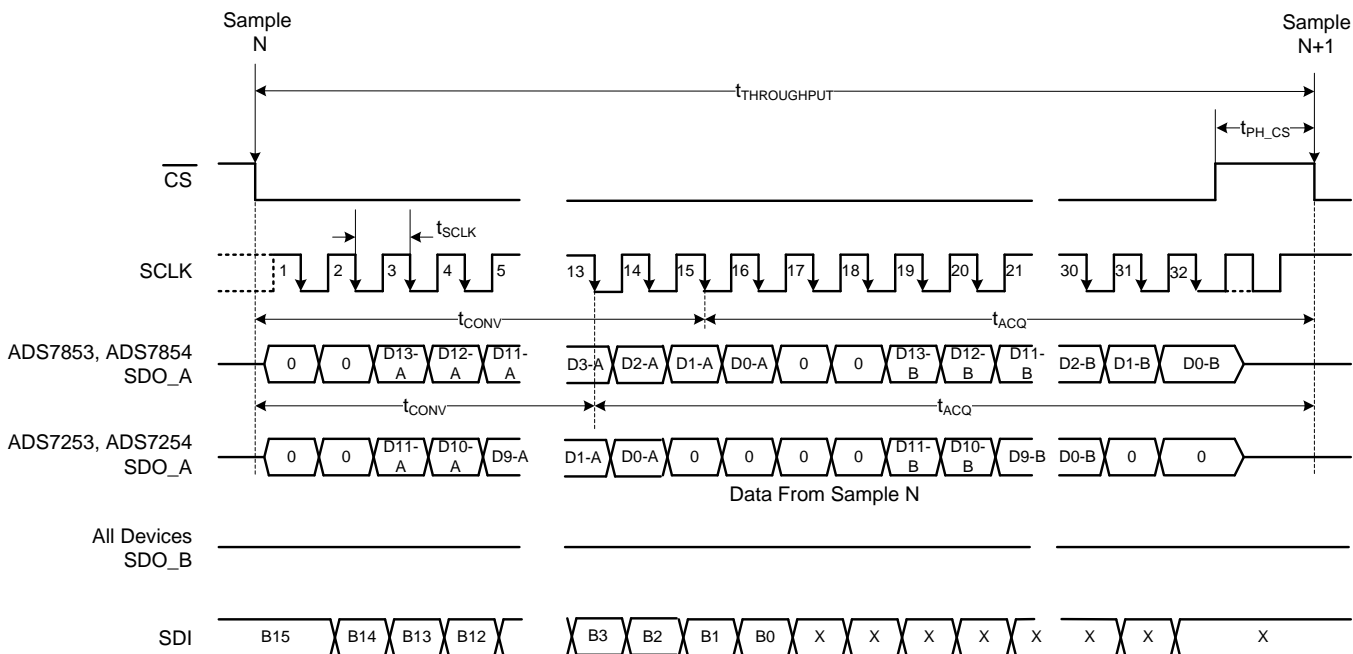 Sample
N
Sample
N+1
tTHROUGHPUT
tPH_CS
CS
tSCLK
SCLK
1 2 3 4 5 13 14 15 16 17 18 19 20 21 30 31 32
tCONV tACQ
ADS7853, ADS7854
SDO_A
0 0 D13-A D12-A D11-A D3-A D2-A D1-A D0-A 0 0 D13-B D12-B D11-B D2-B D1-B D0-B
tCONV tACQ
ADS7253, ADS7254
SDO_A
0 0 D11-A D10-A D9-A D1-A D0-A 0 0 0 0 D11-B D10-B D9-B D0-B 0 0
Data From Sample N
All Devices
SDO_B
SDI
B15 B14 B13 B12 B3 B2 B1 B0 X X X X X X X X